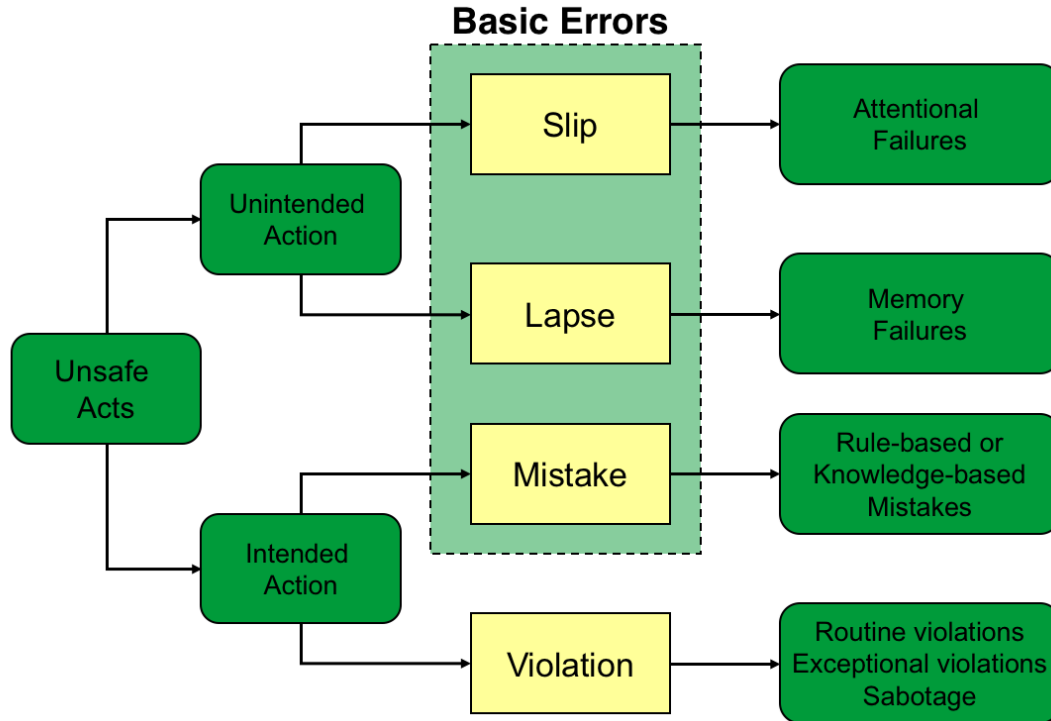 Basic Errors
Slip
Attentional
Failures
Unintended
Action
Lapse
Memory
Failures
Unsafe
Acts
Mistake
Rule-based or
Knowledge-based
Mistakes
Intended
Action
Violation
Routine violations
Exceptional violations
Sabotage